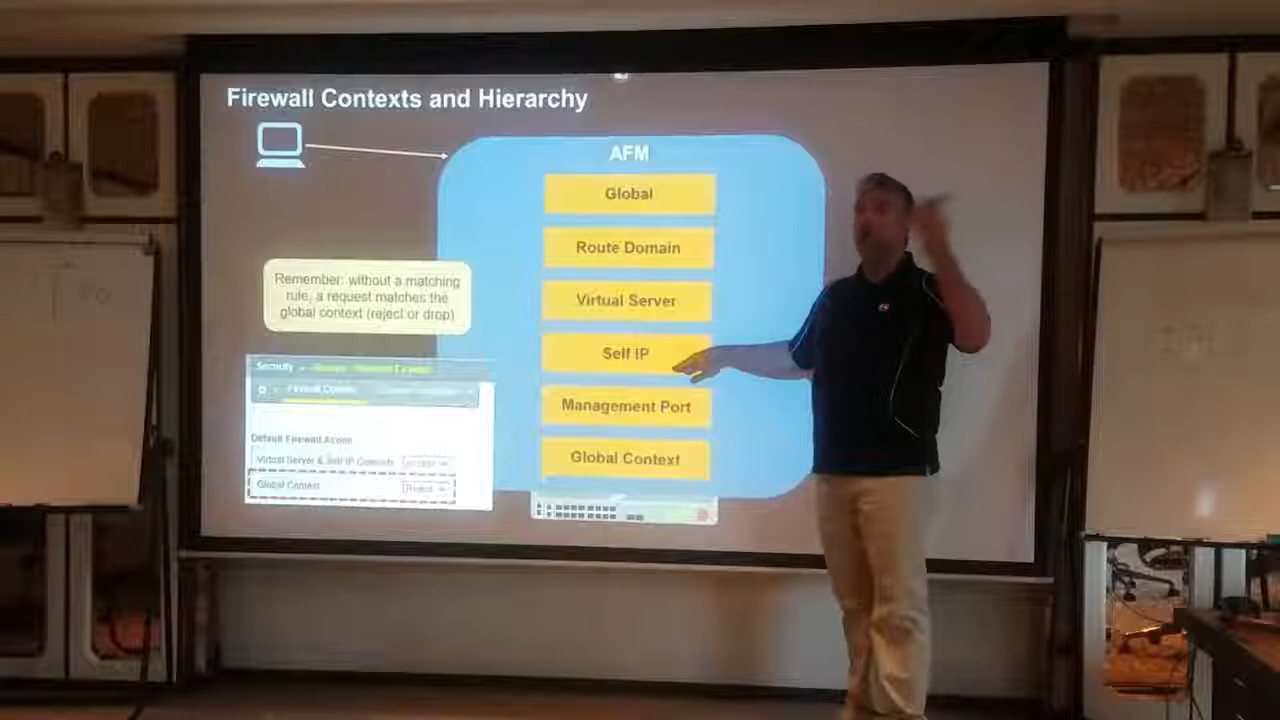 Firewall Contexts and Hierarchy
AFM
Global
Route Domain
Virtual Server
Self IP
Management Port
Global Context
Remember: without a matching
rule, a request matches the
global context (reject or drop)
Security
Default Firewall Action
Virtual Server & Self IP Contexts
Global Context
Reject